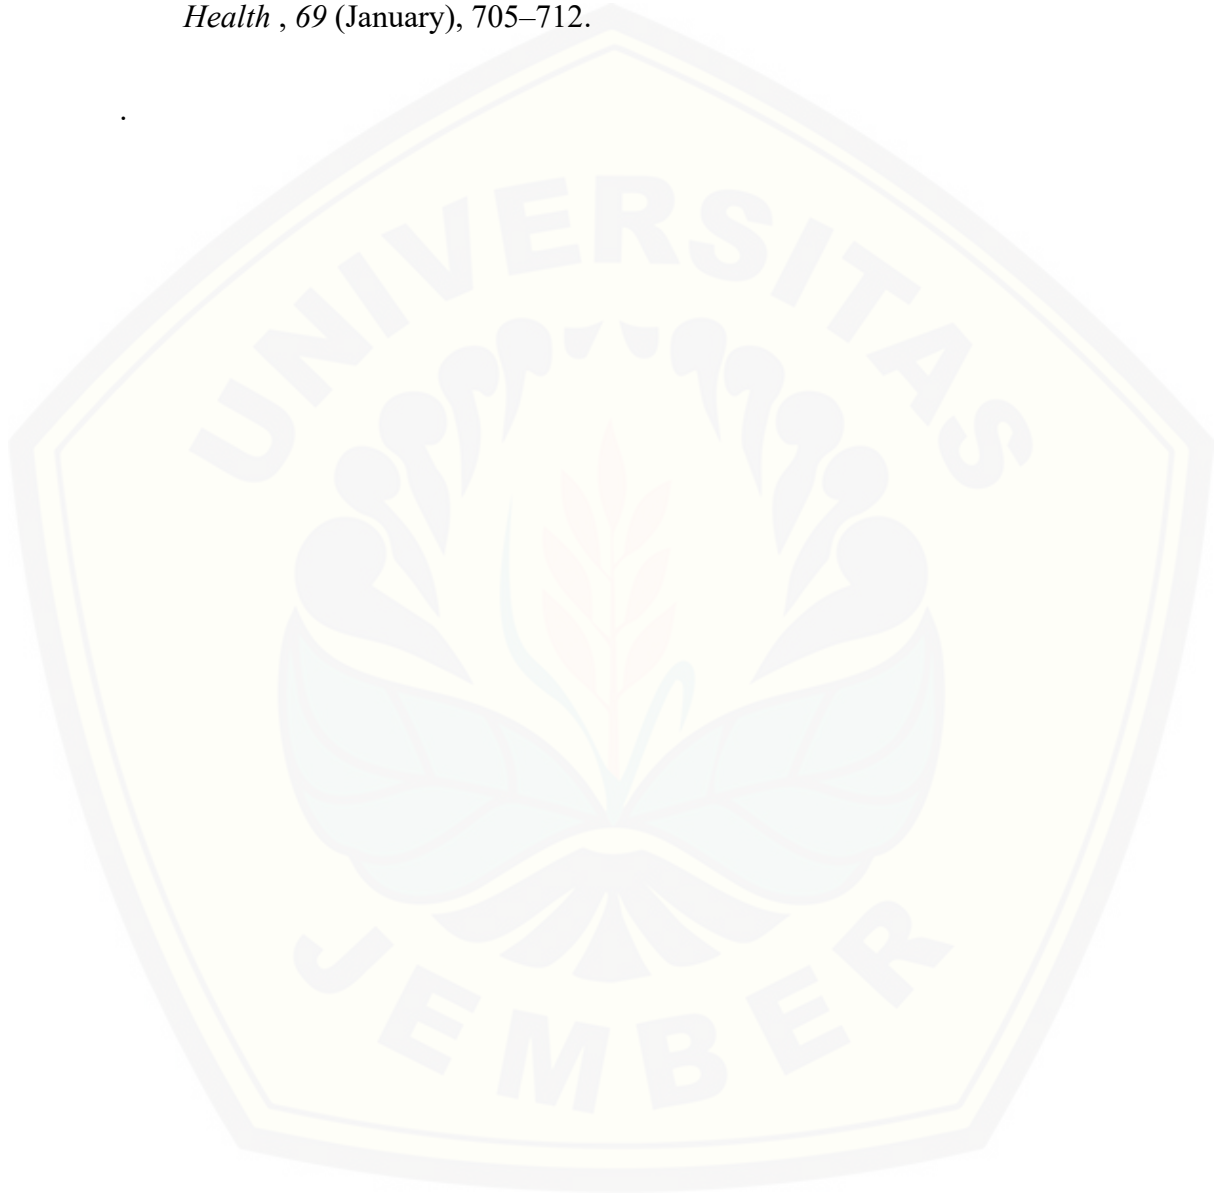 Health , 69 (January), 705–712.
.
UNIVERSITAS
JEMBER